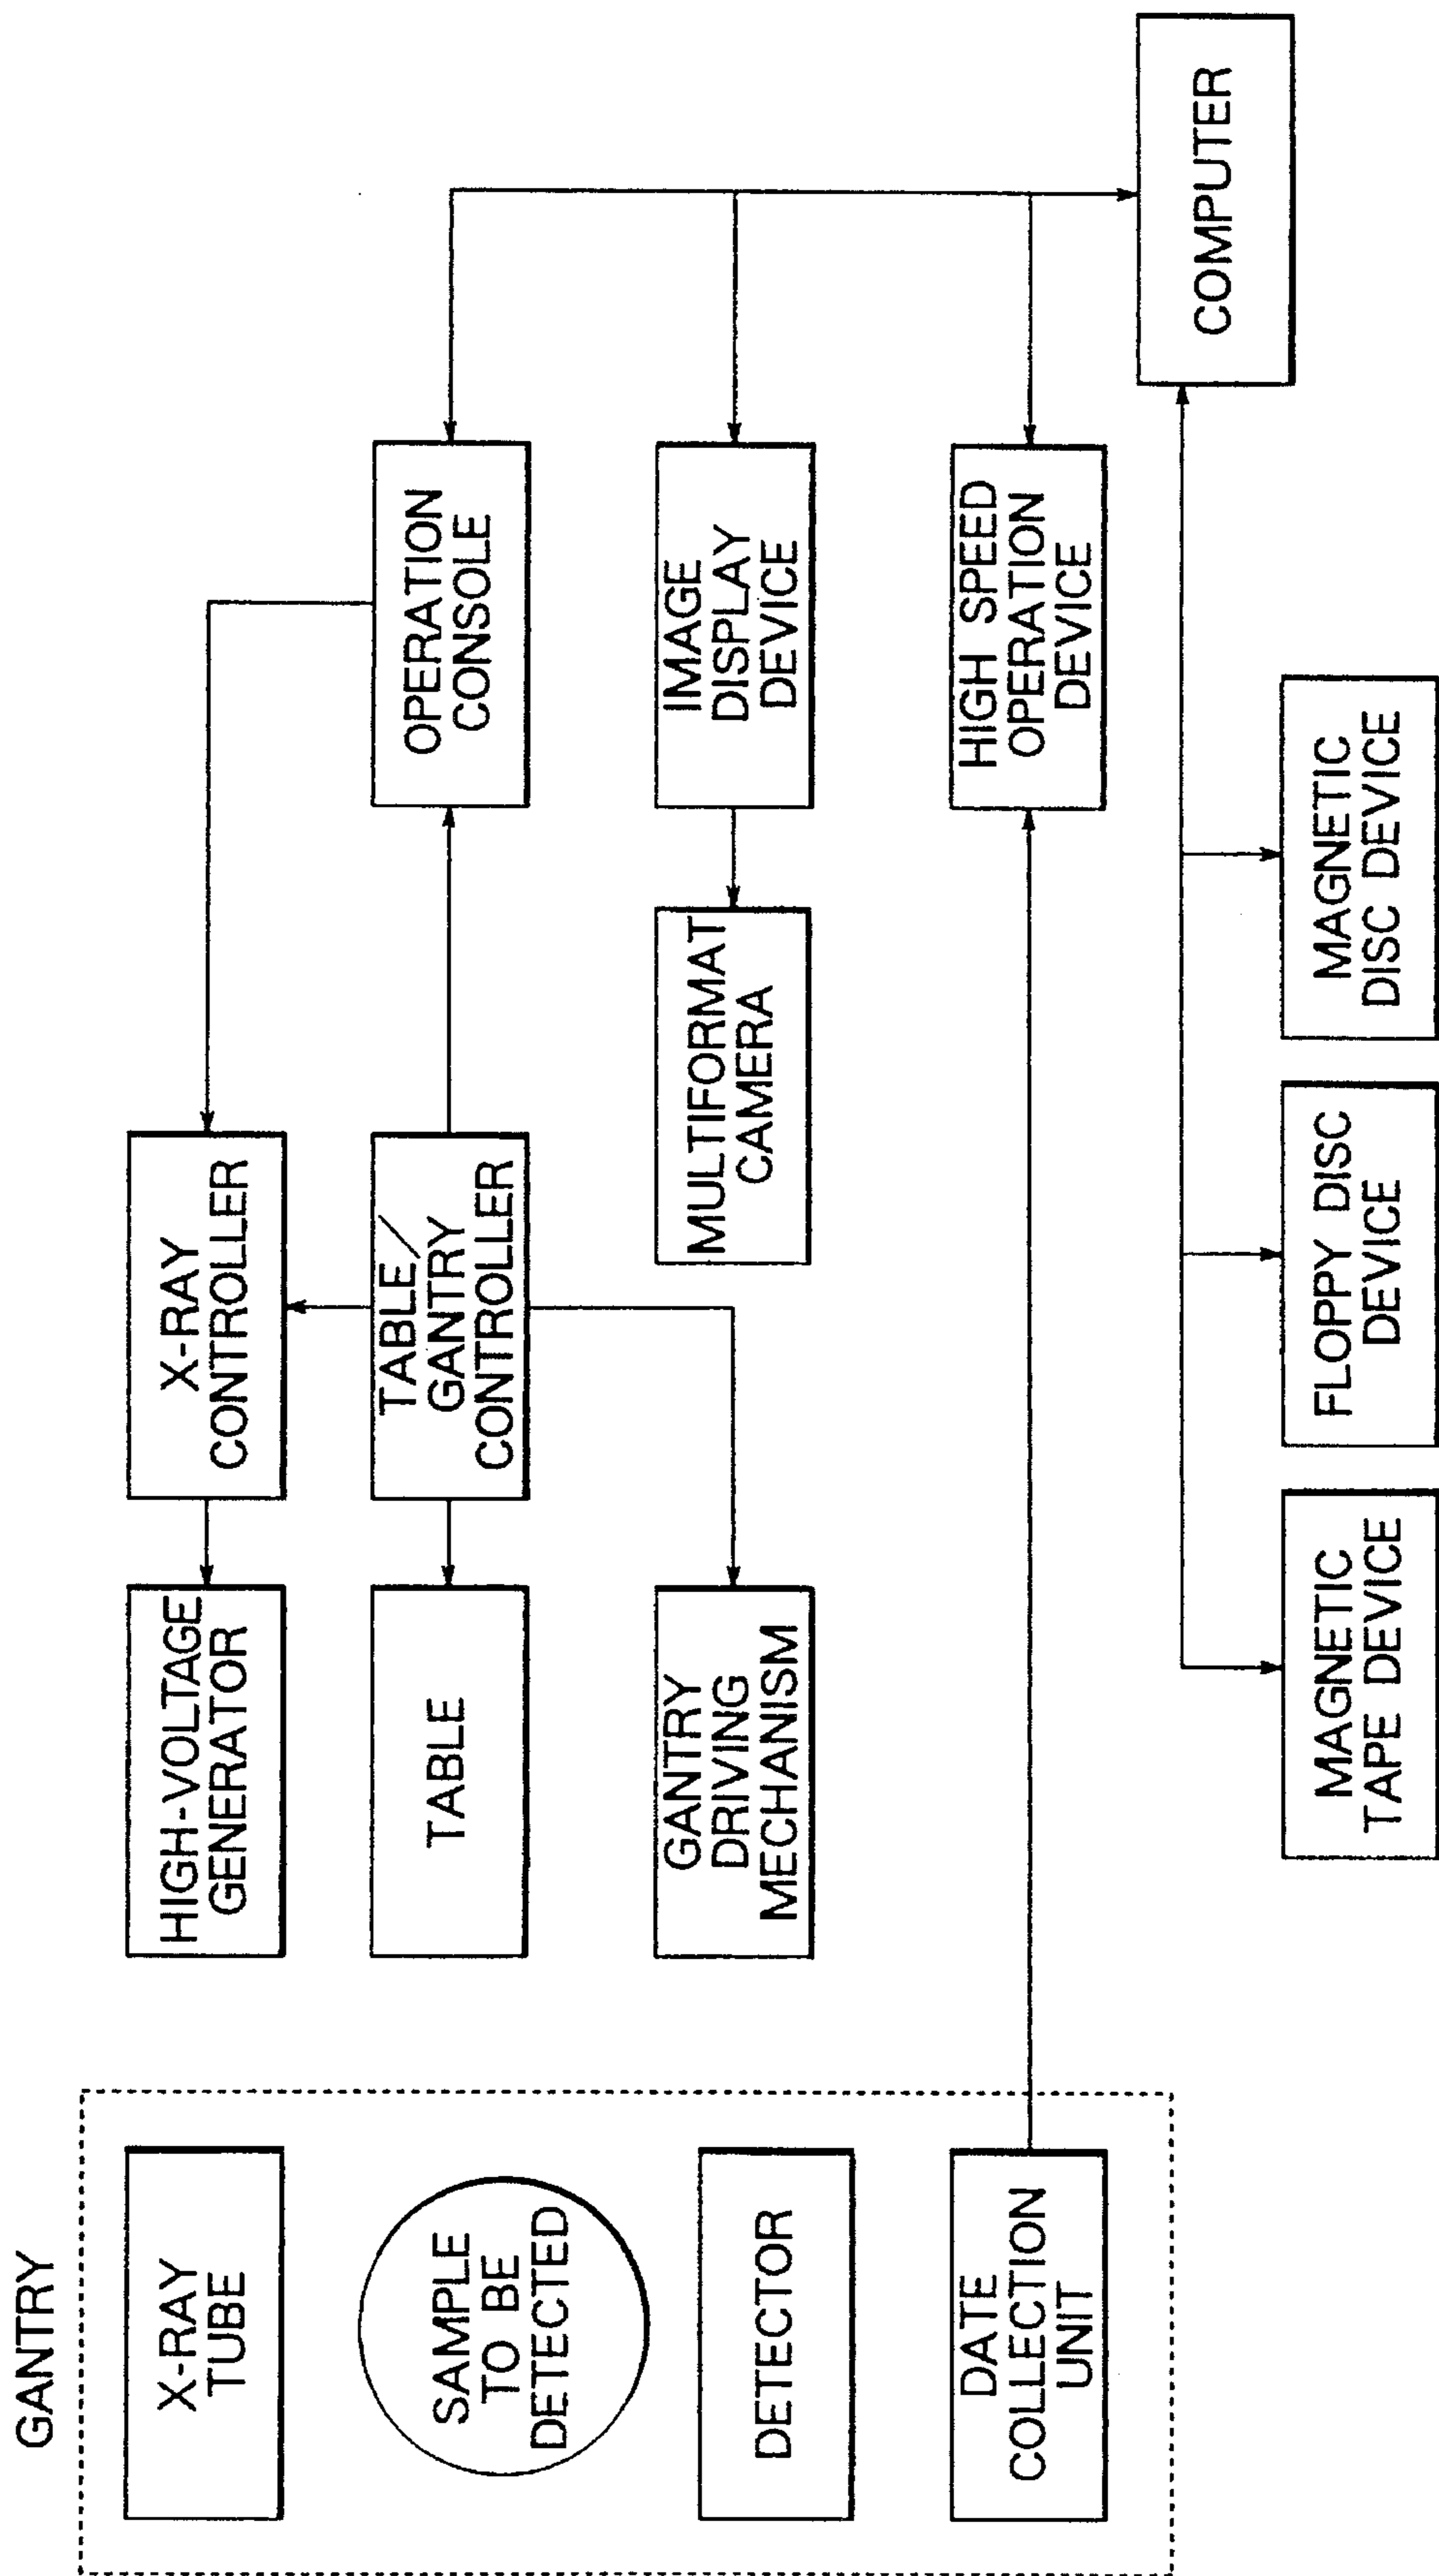 GANTRY
X-RAY
TUBE
SAMPLE
TO BE
DETECTED
DETECTOR
DATE
COLLECTION
UNIT
HIGH-VOLTAGE
GENERATOR
TABLE
GANTRY
DRIVING
MECHANISM
X-RAY
CONTROLLER
TABLE/
GANTRY
CONTROLLER
MULTIFORMAT
CAMERA
OPERATION
CONSOLE
IMAGE
DISPLAY
DEVICE
HIGH SPEED
OPERATION
DEVICE
COMPUTER
MAGNETIC
TAPE DEVICE
FLOPPY DISC
DEVICE
MAGNETIC
DISC DEVICE